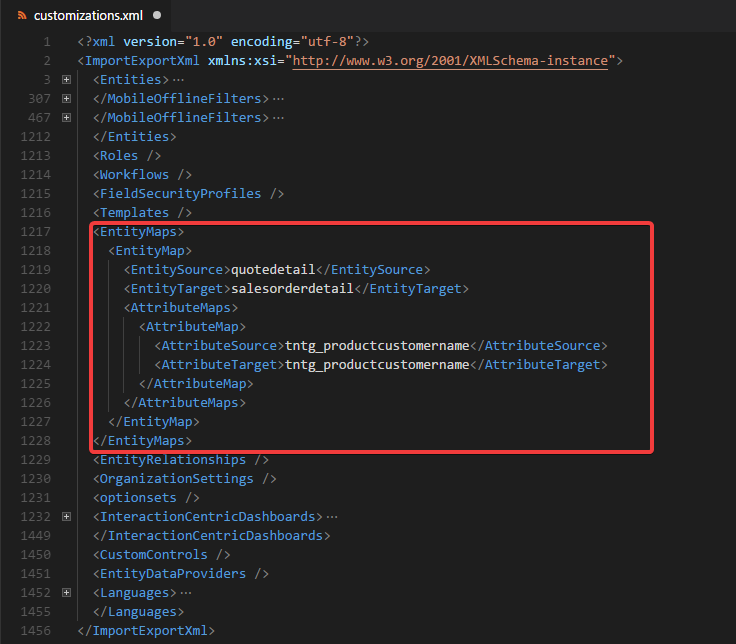 customizations.xml
1 <?xml version="1.0" encoding="utf-8"?>
2 <ImportExportXml xmlns:xsi="http://www.w3.org/2001/XMLSchema-instance">
3 <Entities>⋯
307 </MobileOfflineFilters>⋯
467 </MobileOfflineFilters>⋯
1212 </Entities>
1213 <Roles />
1214 <Workflows />
1215 <FieldSecurityProfiles />
1216 <Templates />
1217 <EntityMaps>
1218 <EntityMap>
1219 <EntitySource>quotedetail</EntitySource>
1220 <EntityTarget>salesorderdetail</EntityTarget>
1221 <AttributeMaps>
1222 <AttributeMap>
1223 <AttributeSource>tntg_productcustomername</AttributeSource>
1224 <AttributeTarget>tntg_productcustomername</AttributeTarget>
1225 </AttributeMap>
1226 </AttributeMaps>
1227 </EntityMap>
1228 </EntityMaps>
1229 <EntityRelationships />
1230 <OrganizationSettings />
1231 <optionsets />
1232 <InteractionCentricDashboards>⋯
1449 </InteractionCentricDashboards>
1450 <CustomControls />
1451 <EntityDataProviders />
1452 <Languages>⋯
1455 </Languages>
1456 </ImportExportXml>